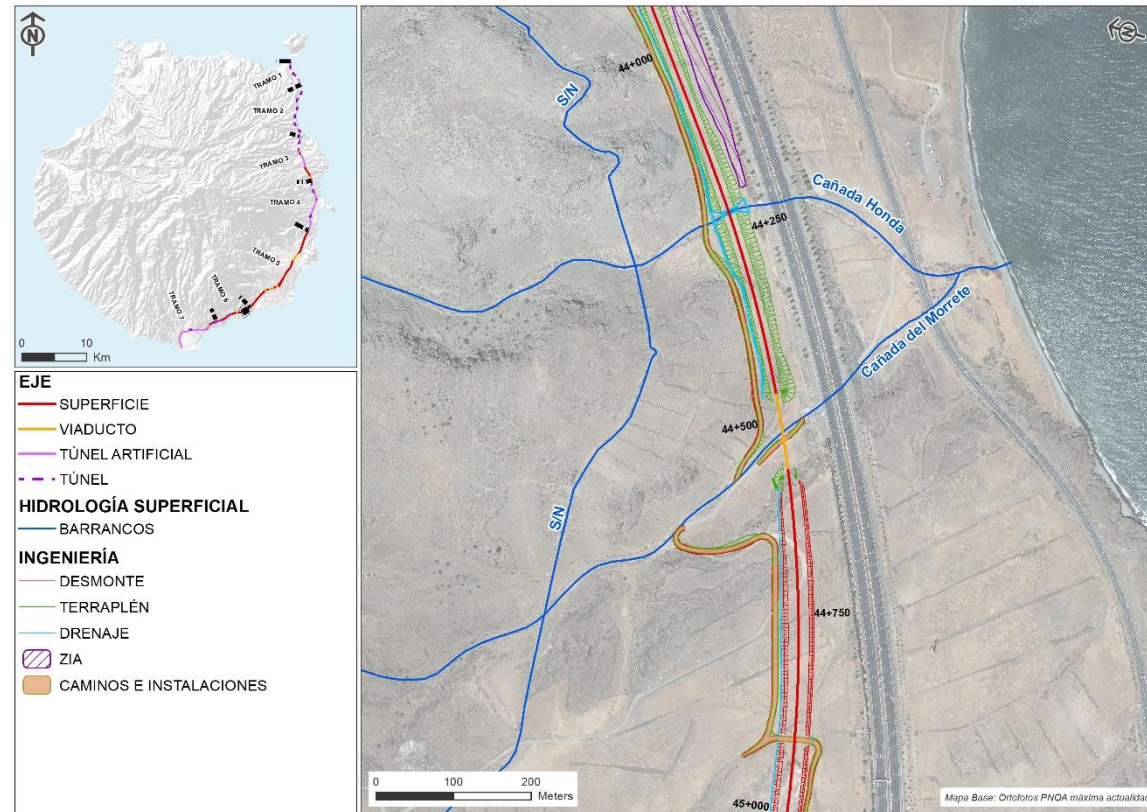 N
TRAMO 1
TRAMO 2
TRAMO 3
TRAMO 4
TRAMO 5
TRAMO 6
TRAMO 7
0 10
Km
EJE
SUPERFICIE
VIADUCTO
TÚNEL ARTIFICIAL
TÚNEL
HIDROLOGÍA SUPERFICIAL
BARRANCOS
INGENIERÍA
DESMONTE
TERRAPLÉN
DRENAJE
ZIA
CAMINOS E INSTALACIONES
N
44+000
S/N
Cañada Honda
44+250
Cañada del Morrete
44+500
S/N
44+750
45+000
0 100 200
Meters
Mapa Base: Ortofotos PNOA máxima actualidad